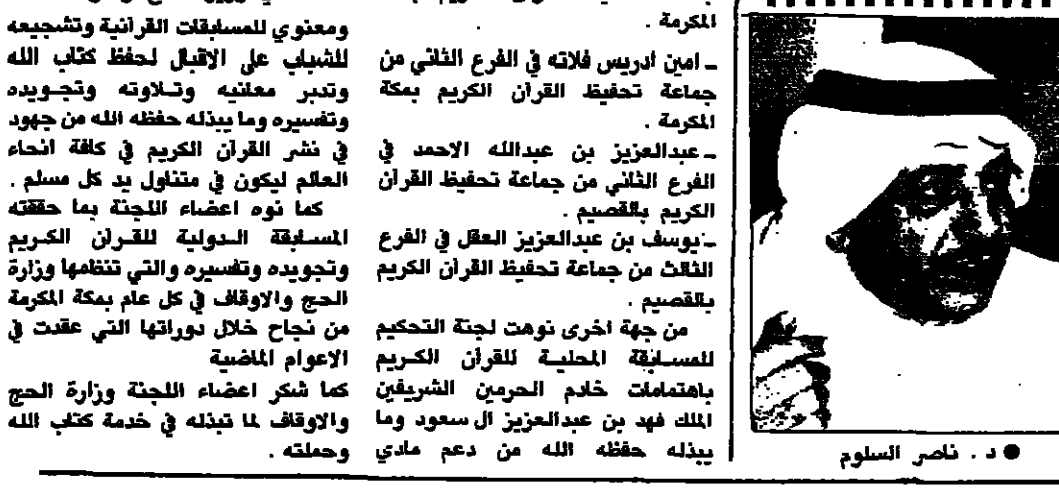 المكرمة .
ـ امين ادريس فلاته في الفرع الثاني من
جماعة تحفيظ القرآن الكريم بمكة
المكرمة .
ـ عبدالعزيز بن عبدالله الاحمد في
الفرع الثاني من جماعة تحفيظ القرآن
الكريم بالقصيم .
ـ يوسف بن عبدالعزيز العقل في الفرع
الثالث من جماعة تحفيظ القرآن الكريم
بالقصيم .
من جهة اخرى نوهت لجنة التحكيم
للمسابقة المحلية للقرآن الكريم
باهتمامات خادم الحرمين الشريفين
الملك فهد بن عبدالعزيز آل سعود وما
يبذله حفظه الله من دعم مادي
ومعنوي للمسابقات القرآنية وتشجيعه
للشباب على الاقبال لحفظ كتاب الله
وتدبر معانيه وتلاوته وتجويده
وتفسيره وما يبذله حفظه الله من جهود
في نشر القرآن الكريم في كافة انحاء
العالم ليكون في متناول يد كل مسلم .
كما نوه اعضاء اللجنة بما حققته
المسابقة الدولية للقرآن الكريم
وتجويده وتفسيره والتي تنظمها وزارة
الحج والاوقاف في كل عام بمكة المكرمة
من نجاح خلال دوراتها التي عقدت في
الاعوام الماضية
كما شكر اعضاء اللجنة وزارة الحج
والاوقاف لما تبذله في خدمة كتاب الله
وحملته .
● د . ناصر السلوم